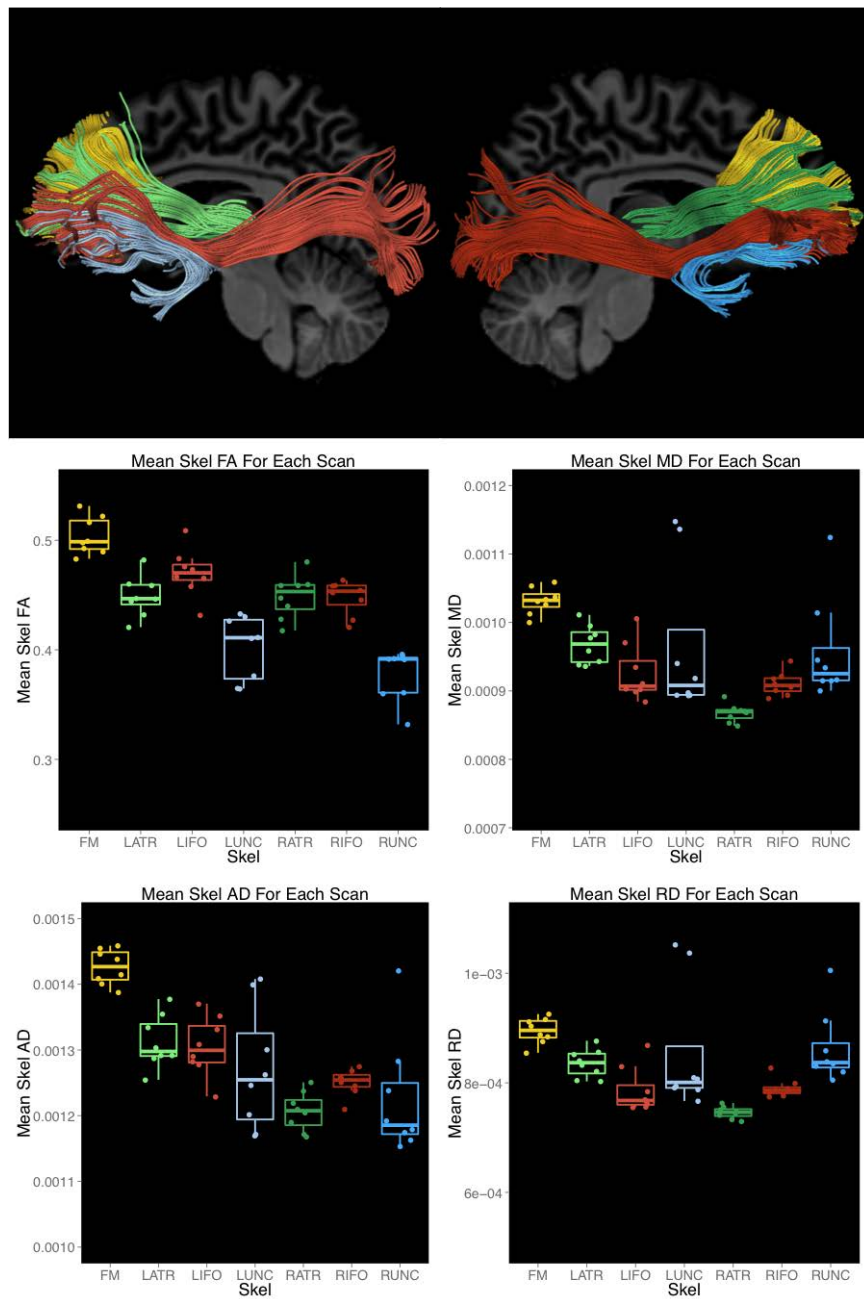 Mean Skel FA For Each Scan
Mean Skel FA
0.5
0.4
0.3
FM LATR LIFO LUNC RATR RIFO RUNC
Skel
Mean Skel MD For Each Scan
Mean Skel MD
0.0012
0.0011
0.0010
0.0009
0.0008
0.0007
FM LATR LIFO LUNC RATR RIFO RUNC
Skel
Mean Skel AD For Each Scan
Mean Skel AD
0.0015
0.0014
0.0013
0.0012
0.0011
0.0010
FM LATR LIFO LUNC RATR RIFO RUNC
Skel
Mean Skel RD For Each Scan
Mean Skel RD
1e-03
8e-04
6e-04
FM LATR LIFO LUNC RATR RIFO RUNC
Skel